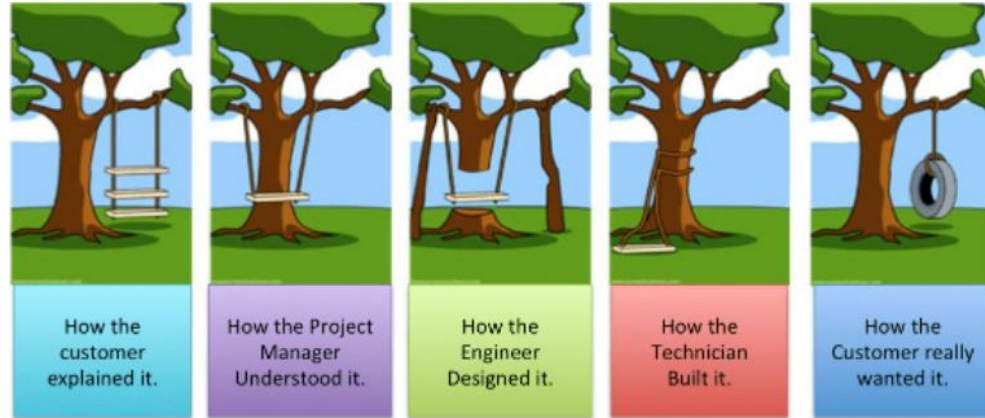 How the
customer
explained it.
How the Project
Manager
Understood it.
How the
Engineer
Designed it.
How the
Technician
Built it.
How the
Customer really
wanted it.